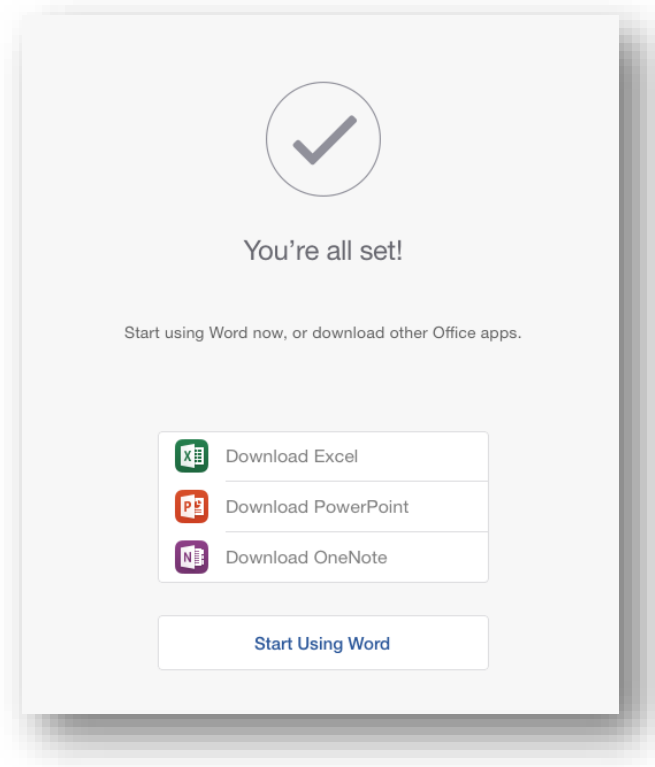 You’re all set!
Start using Word now, or download other Office apps.
X Download Excel
P Download PowerPoint
N Download OneNote
Start Using Word